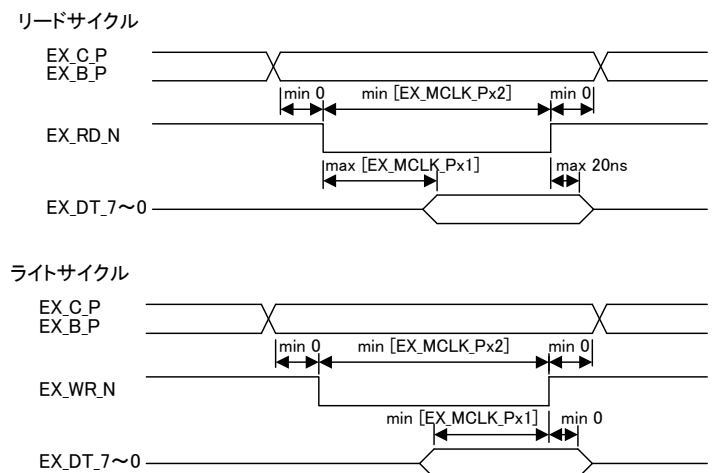 リードサイクル
EX_C_P
EX_B_P
min 0
min [EX_MCLK_Px2]
min 0
EX_RD_N
max [EX_MCLK_Px1]
max 20ns
EX_DT_7～0
ライトサイクル
EX_C_P
EX_B_P
min 0
min [EX_MCLK_Px2]
min 0
EX_WR_N
min [EX_MCLK_Px1]
min 0
EX_DT_7～0